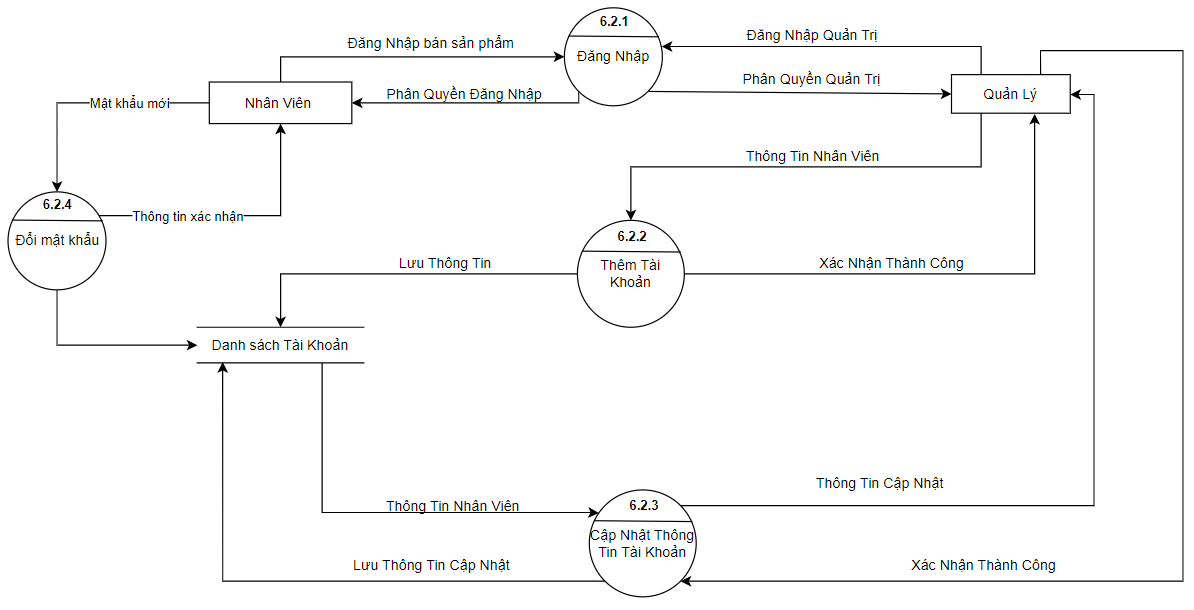 6.2.1
Đăng Nhập
Đăng Nhập bán sản phẩm
Đăng Nhập Quản Trị
Phân Quyền Đăng Nhập
Phân Quyền Quản Trị
Mật khẩu mới
Nhân Viên
Quản Lý
Thông Tin Nhân Viên
6.2.4
Đổi mật khẩu
Thông tin xác nhận
6.2.2
Thêm Tài
Khoản
Lưu Thông Tin
Xác Nhận Thành Công
Danh sách Tài Khoản
Thông Tin Cập Nhật
Thông Tin Nhân Viên
6.2.3
Cập Nhật Thông
Tin Tài Khoản
Lưu Thông Tin Cập Nhật
Xác Nhận Thành Công